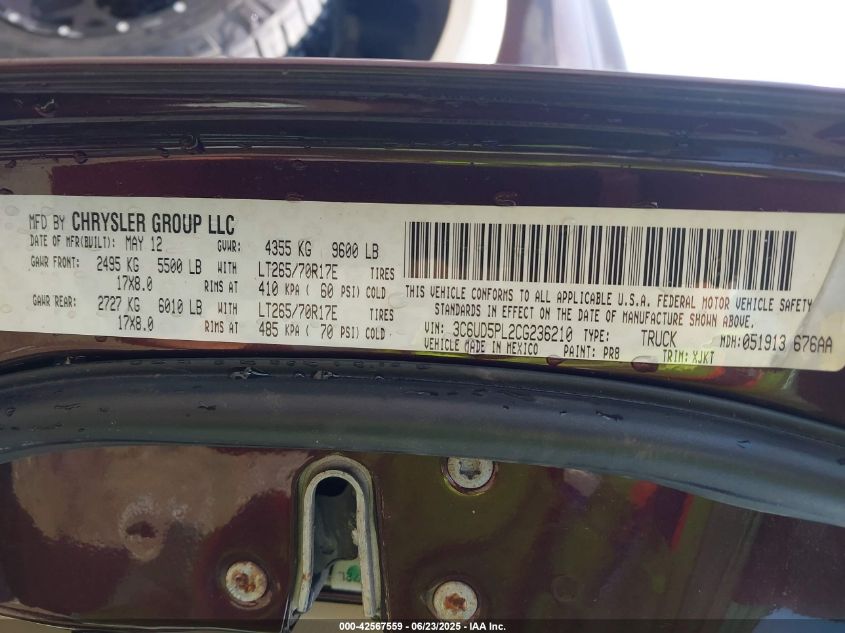 MFD BY CHRYSLER GROUP LLC
DATE OF MFR(BUILT): MAY 12 GVWR: 4355 KG 9600 LB
GAWR FRONT: 2495 KG 5500 LB WITH LT265/70R17E TIRES
17X8.0 RIMS AT 410 KPA ( 60 PSI) COLD
GAWR REAR: 2727 KG 6010 LB WITH LT265/70R17E TIRES
17X8.0 RIMS AT 485 KPA ( 70 PSI) COLD
THIS VEHICLE CONFORMS TO ALL APPLICABLE U.S.A. FEDERAL MOTOR VEHICLE SAFETY
STANDARDS IN EFFECT ON THE DATE OF MANUFACTURE SHOWN ABOVE.
VIN: 3C6UD5PL2CG236210 TYPE: TRUCK MDH: 051913 676AA
VEHICLE MADE IN MEXICO PAINT: PR8 TRIM: XJKT
000-42567559 - 06/23/2025 - IAA Inc.